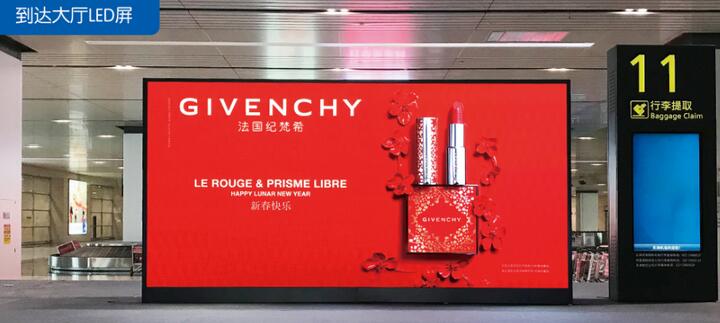 到达大厅LED屏
GIVENCHY
法国纪梵希
LE ROUGE & PRISME LIBRE
HAPPY LUNAR NEW YEAR
新春快乐
GIVENCHY
11
行李提取
Baggage Claim